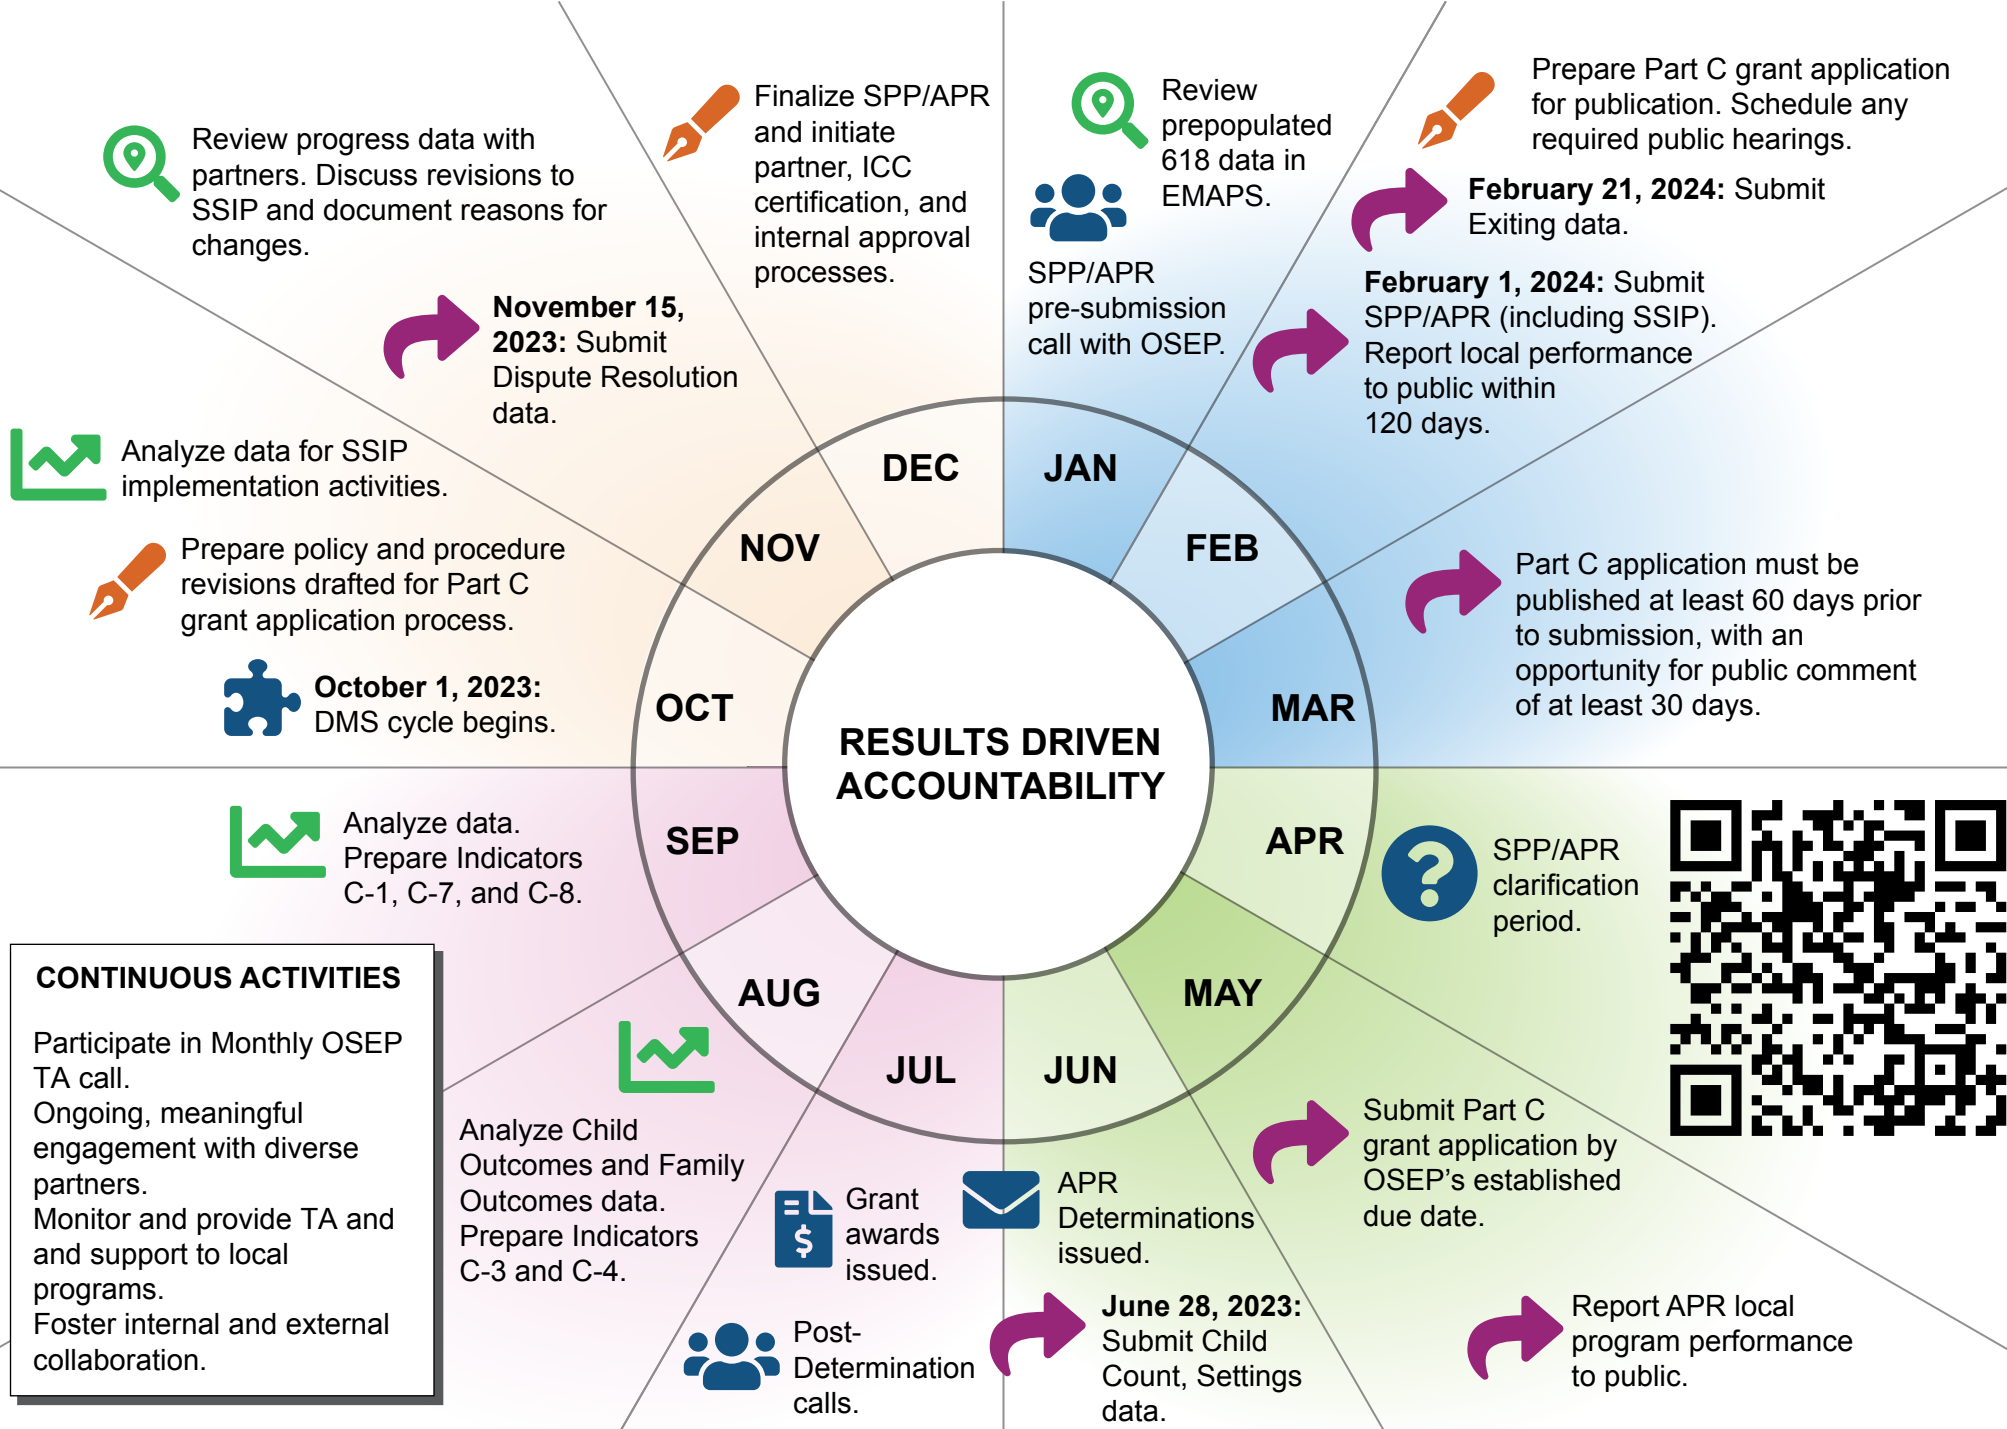 Review
prepopulated
618 data in
EMAPS.
SPP/APR
pre-submission
call with OSEP.
Prepare Part C grant application
for publication. Schedule any
required public hearings.
February 21, 2024: Submit
Exiting data.
February 1, 2024: Submit
SPP/APR (including SSIP).
Report local performance
to public within
120 days.
Part C application must be
published at least 60 days prior
to submission, with an
opportunity for public comment
of at least 30 days.
SPP/APR
clarification
period.
Submit Part C
grant application by
OSEP’s established
due date.
Report APR local
program performance
to public.
APR
Determinations
issued.
June 28, 2023:
Submit Child
Count, Settings
data.
Grant
awards
issued.
Post-
Determination
calls.
Analyze Child
Outcomes and Family
Outcomes data.
Prepare Indicators
C-3 and C-4.
Analyze data.
Prepare Indicators
C-1, C-7, and C-8.
October 1, 2023:
DMS cycle begins.
Prepare policy and procedure
revisions drafted for Part C
grant application process.
Analyze data for SSIP
implementation activities.
November 15,
2023: Submit
Dispute Resolution
data.
Review progress data with
partners. Discuss revisions to
SSIP and document reasons for
changes.
Finalize SPP/APR
and initiate
partner, ICC
certification, and
internal approval
processes.
JAN
FEB
MAR
APR
MAY
JUN
JUL
AUG
SEP
OCT
NOV
DEC
RESULTS DRIVEN
ACCOUNTABILITY
CONTINUOUS ACTIVITIES
Participate in Monthly OSEP
TA call.
Ongoing, meaningful
engagement with diverse
partners.
Monitor and provide TA and
and support to local
programs.
Foster internal and external
collaboration.